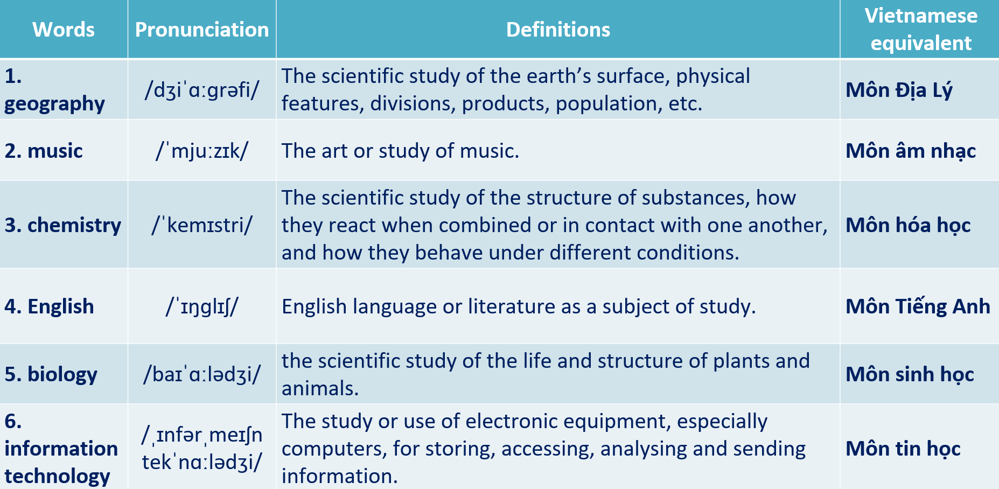 Words
Pronunciation
Definitions
Vietnamese
equivalent
1.
geography
/dʒiˈɑːɡrəfi/
The scientific study of the earth’s surface, physical
features, divisions, products, population, etc.
Môn Địa Lý
2. music
/ˈmjuːzɪk/
The art or study of music.
Môn âm nhạc
3. chemistry
/ˈkemɪstri/
The scientific study of the structure of substances, how
they react when combined or in contact with one another,
and how they behave under different conditions.
Môn hóa học
4. English
/ˈɪŋɡlɪʃ/
English language or literature as a subject of study.
Môn Tiếng Anh
5. biology
/baɪˈɑːlədʒi/
the scientific study of the life and structure of plants and
animals.
Môn sinh học
6.
information
technology
/ˌɪnfərˌmeɪʃn
tekˈnɑːlədʒi/
The study or use of electronic equipment, especially
computers, for storing, accessing, analysing and sending
information.
Môn tin học